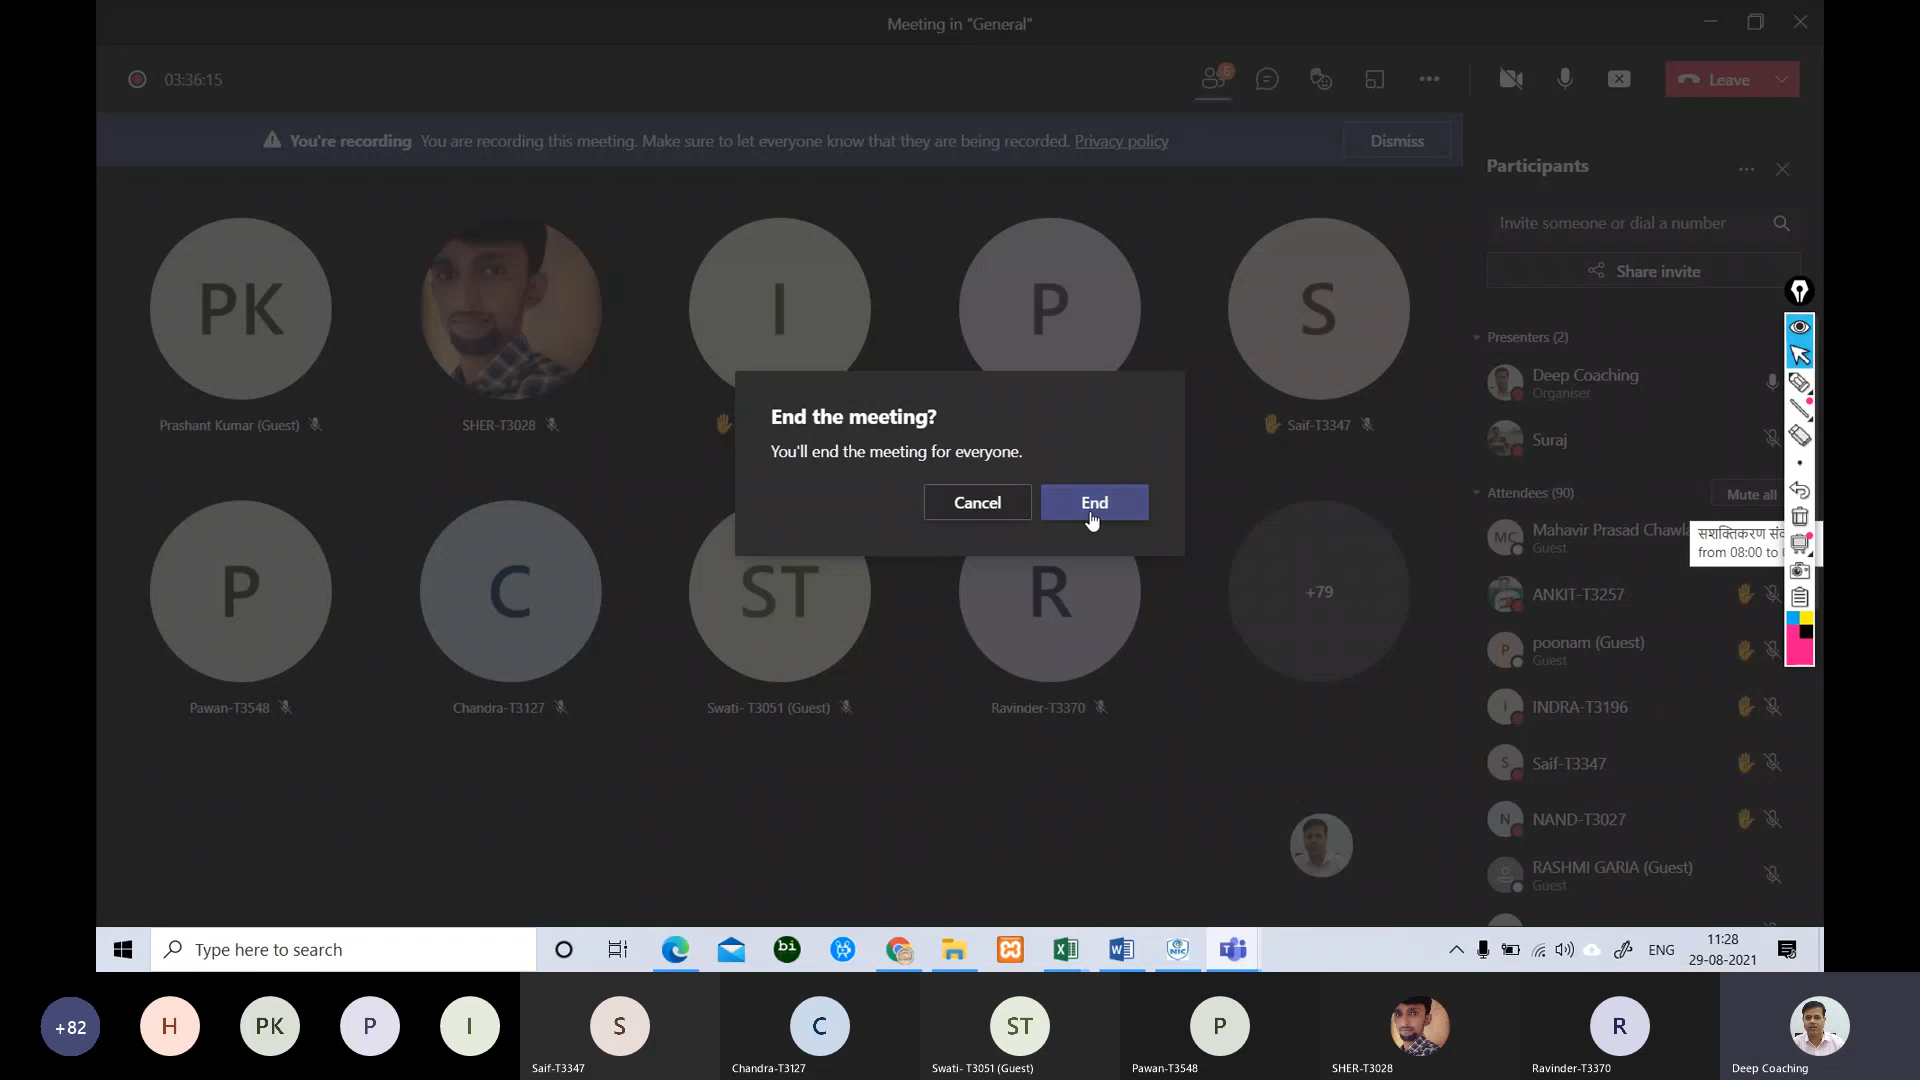 Meeting in "General"
03:36:15
6
Leave
You're recording You are recording this meeting. Make sure to let everyone know that they are being recorded. Privacy policy
Dismiss
Participants
Invite someone or dial a number
Share invite
PK
I
P
S
Prashant Kumar (Guest)
SHER-T3028
Saif-T3347
End the meeting?
You'll end the meeting for everyone.
Cancel
End
P
C
ST
R
+79
Pawan-T3548
Chandra-T3127
Swati- T3051 (Guest)
Ravinder-T3370
Presenters (2)
Deep Coaching
Organiser
Suraj
Attendees (90)
Mute all
MC
Mahavir Prasad
Guest
सशक्तिकरण
from 08:00 to
ANKIT-T3257
P
poonam (Guest)
Guest
I
INDRA-T3196
S
Saif-T3347
N
NAND-T3027
RASHMI GARIA (Guest)
Guest
Type here to search
bi
NIC
ENG
11:28
29-08-2021
+82
H
PK
P
I
S
C
ST
P
R
Saif-T3347
Chandra-T3127
Swati- T3051 (Guest)
Pawan-T3548
SHER-T3028
Ravinder-T3370
Deep Coaching